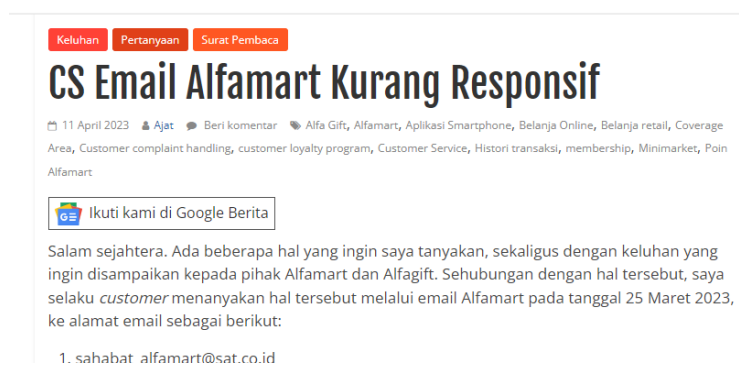 Keluhan Pertanyaan Surat Pembaca
CS Email Alfamart Kurang Responsif
11 April 2023 Ajat Beri komentar Alfa Gift, Alfamart, Aplikasi Smartphone, Belanja Online, Belanja retail, Coverage
Area, Customer complaint handling, customer loyalty program, Customer Service, Histori transaksi, membership, Minimarket, Poin
Alfamart
GE Ikuti kami di Google Berita
Salam sejahtera. Ada beberapa hal yang ingin saya tanyakan, sekaligus dengan keluhan yang
ingin disampaikan kepada pihak Alfamart dan Alfagift. Sehubungan dengan hal tersebut, saya
selaku customer menanyakan hal tersebut melalui email Alfamart pada tanggal 25 Maret 2023,
ke alamat email sebagai berikut:
1. sahabat_alfamart@sat.co.id